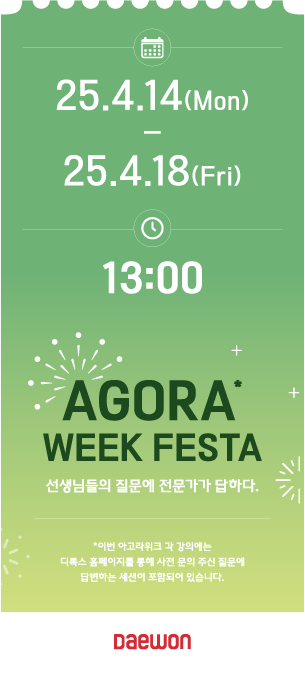 25.4.14(Mon)
–
25.4.18(Fri)
13:00
AGORA*
WEEK FESTA
선생님들의 질문에 전문가가 답하다.
*이번 아고라위크 각 강의에는
디톡스 홈페이지를 통해 사전 문의 주신 질문에
답변하는 세션이 포함되어 있습니다.
DAEWON